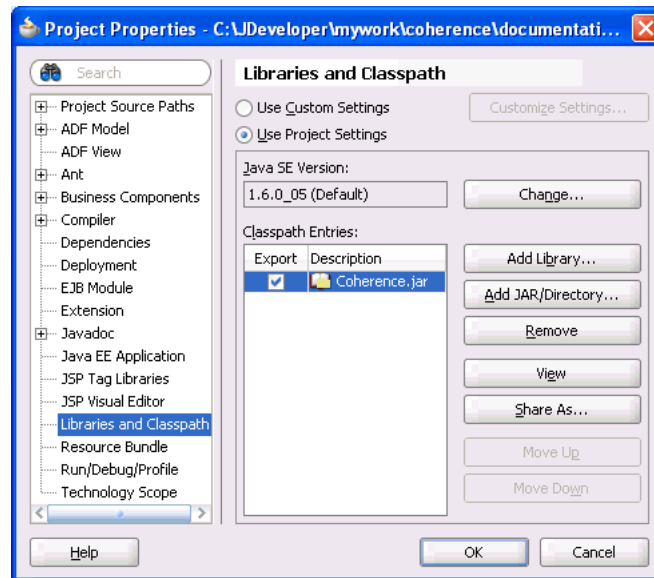 Project Properties - C:\JDeveloper\mywork\coherence\documentati...
Search
Project Source Paths
ADF Model
ADF View
Ant
Business Components
Compiler
Dependencies
Deployment
EJB Module
Extension
Javadoc
Java EE Application
JSP Tag Libraries
JSP Visual Editor
Libraries and Classpath
Resource Bundle
Run/Debug/Profile
Technology Scope
Libraries and Classpath
Use Custom Settings
Customize Settings...
Use Project Settings
Java SE Version:
1.6.0_05 (Default)
Change...
Classpath Entries:
Export Description
Coherence.jar
Add Library...
Add JAR/Directory...
Remove
View
Share As...
Move Up
Move Down
Help
OK
Cancel